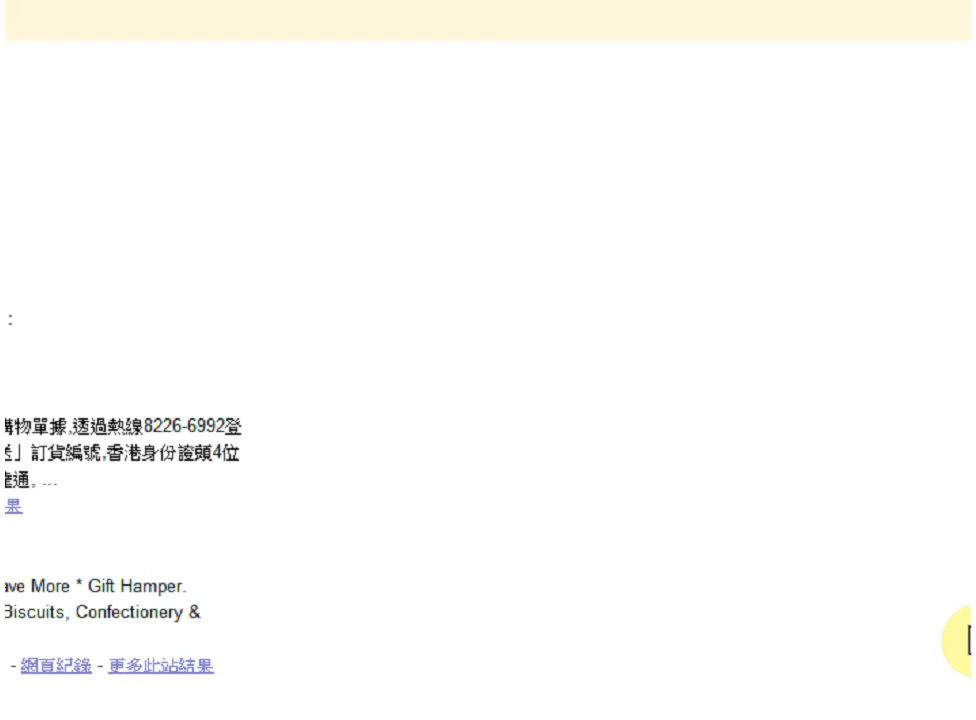 :
購物單據,透過熱線8226-6992登
送」訂貨編號,香港身份證頭4位
通, ...
果
ave More * Gift Hamper.
Biscuits, Confectionery &
- 網頁紀錄 - 更多此站結果